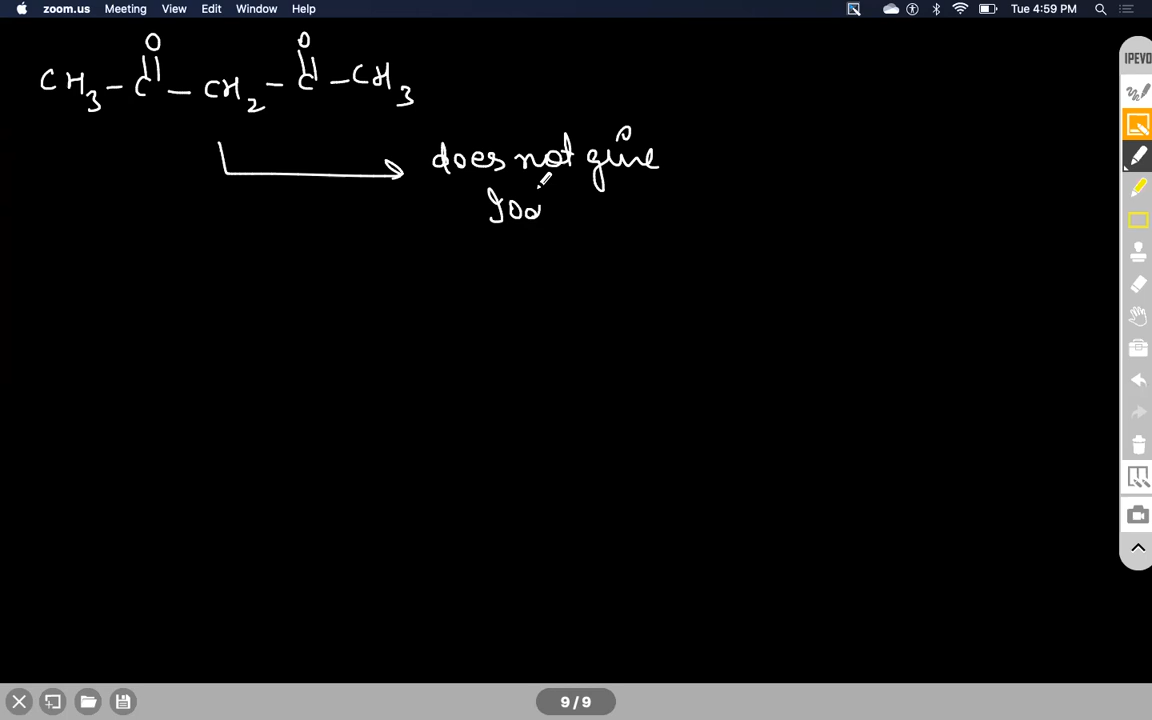 zoom.us Meeting View Edit Window Help Tue 4:59 PM
IPEVO
O O
CH3 - C - CH2 - C - CH3
does not give
9 / 9